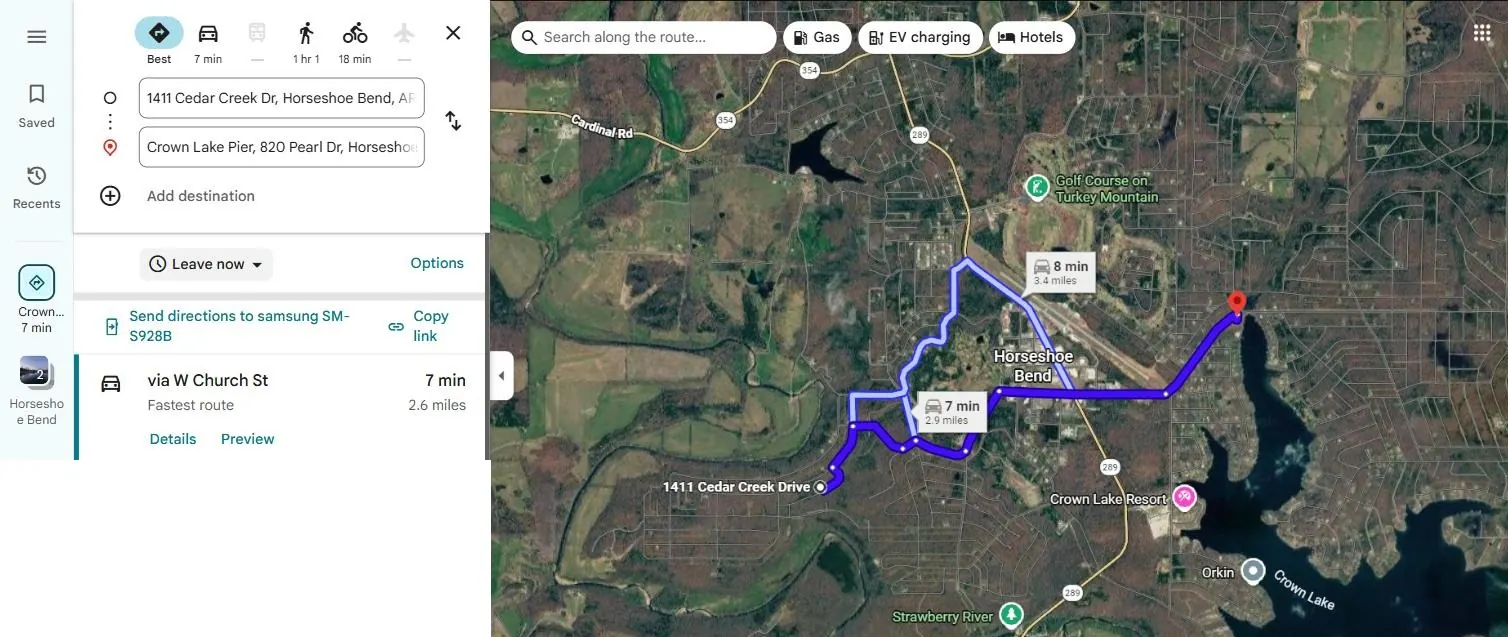 Saved
Recents
Crown...
7 min
2
Horsesho
e Bend
Best
7 min
—
1 hr 1
18 min
—
1411 Cedar Creek Dr, Horseshoe Bend, AR
Crown Lake Pier, 820 Pearl Dr, Horseshoe
Add destination
Leave now
Options
Send directions to samsung SM-
S928B
Copy
link
via W Church St
7 min
Fastest route
2.6 miles
Details
Preview
Search along the route...
Gas
EV charging
Hotels
354
354
Cardinal Rd
289
Golf Course on
Turkey Mountain
8 min
3.4 miles
Horseshoe
Bend
7 min
2.9 miles
1411 Cedar Creek Drive
289
Crown Lake Resort
Orkin
Crown Lake
289
Strawberry River